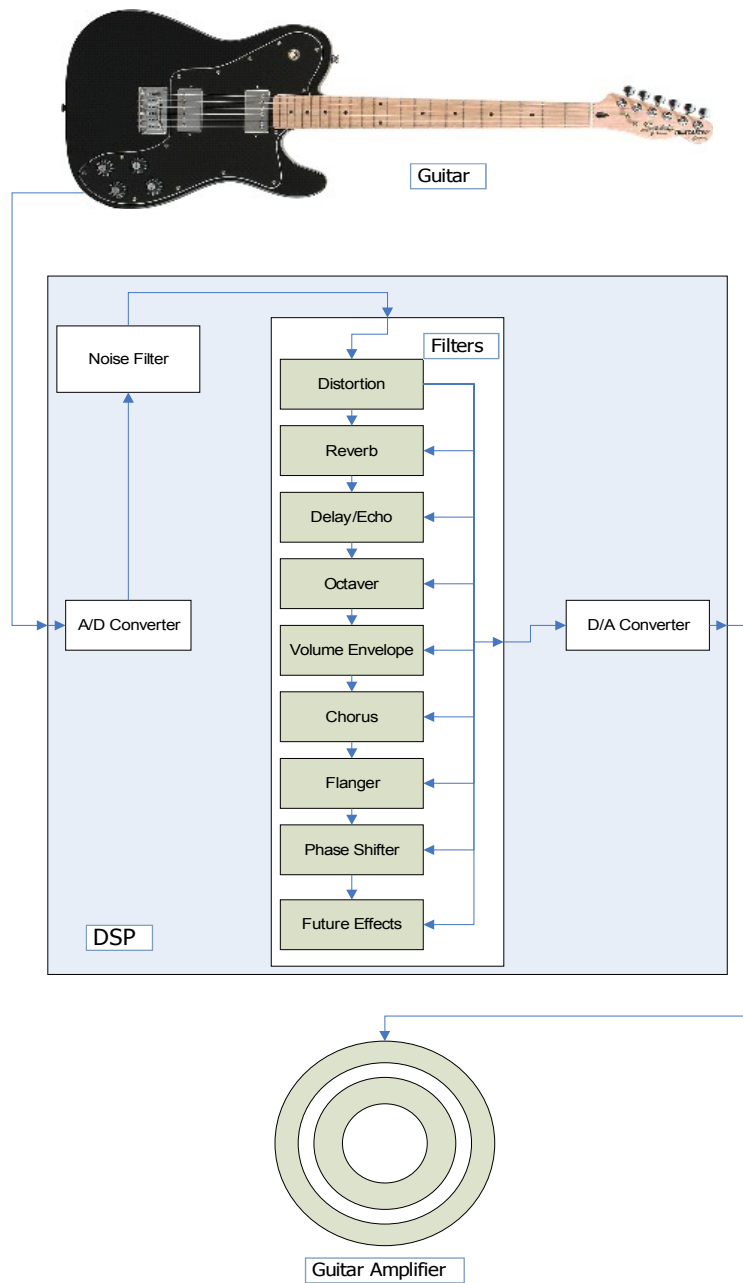 Guitar
Noise Filter
Filters
Distortion
Reverb
Delay/Echo
Octaver
A/D Converter
Volume Envelope
D/A Converter
Chorus
Flanger
Phase Shifter
Future Effects
DSP
Guitar Amplifier